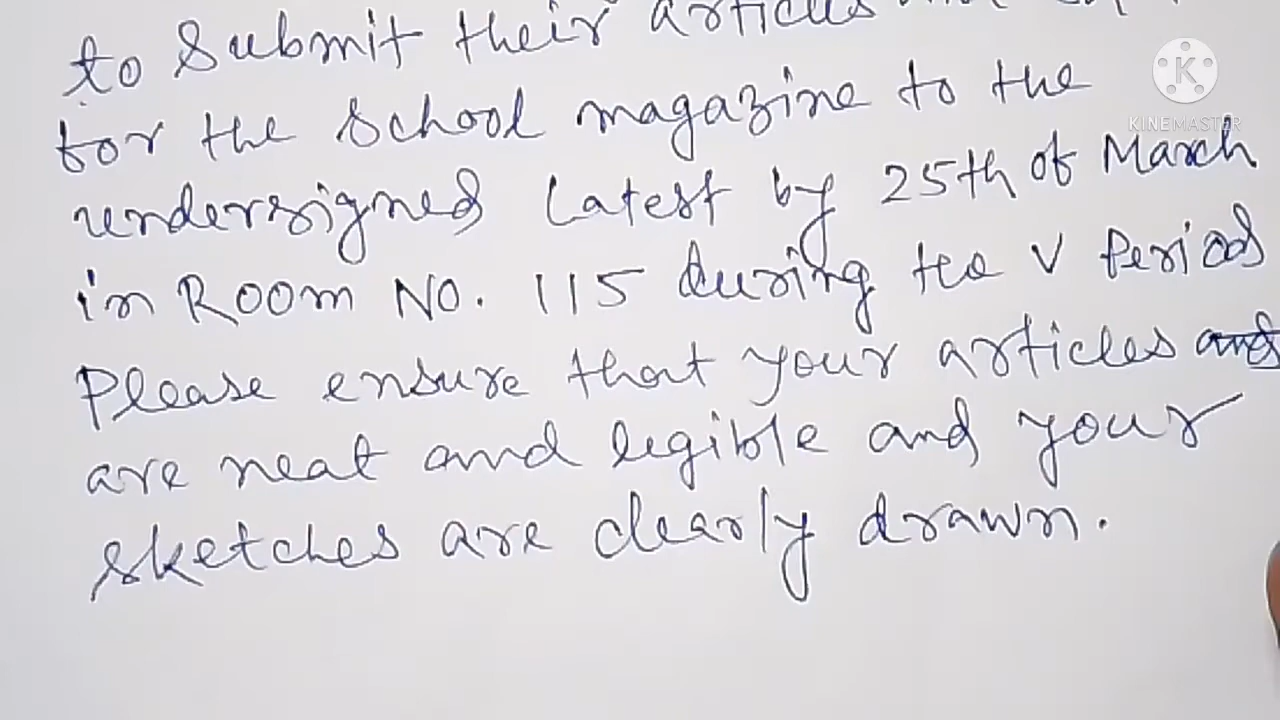 to Submit their articles
for the School magazine to the
undersigned Latest by 25th of March
in Room No. 115 during the V Period
Please ensure that your articles and
are neat and legible and your
sketches are clearly drawn.
KINEMASTER